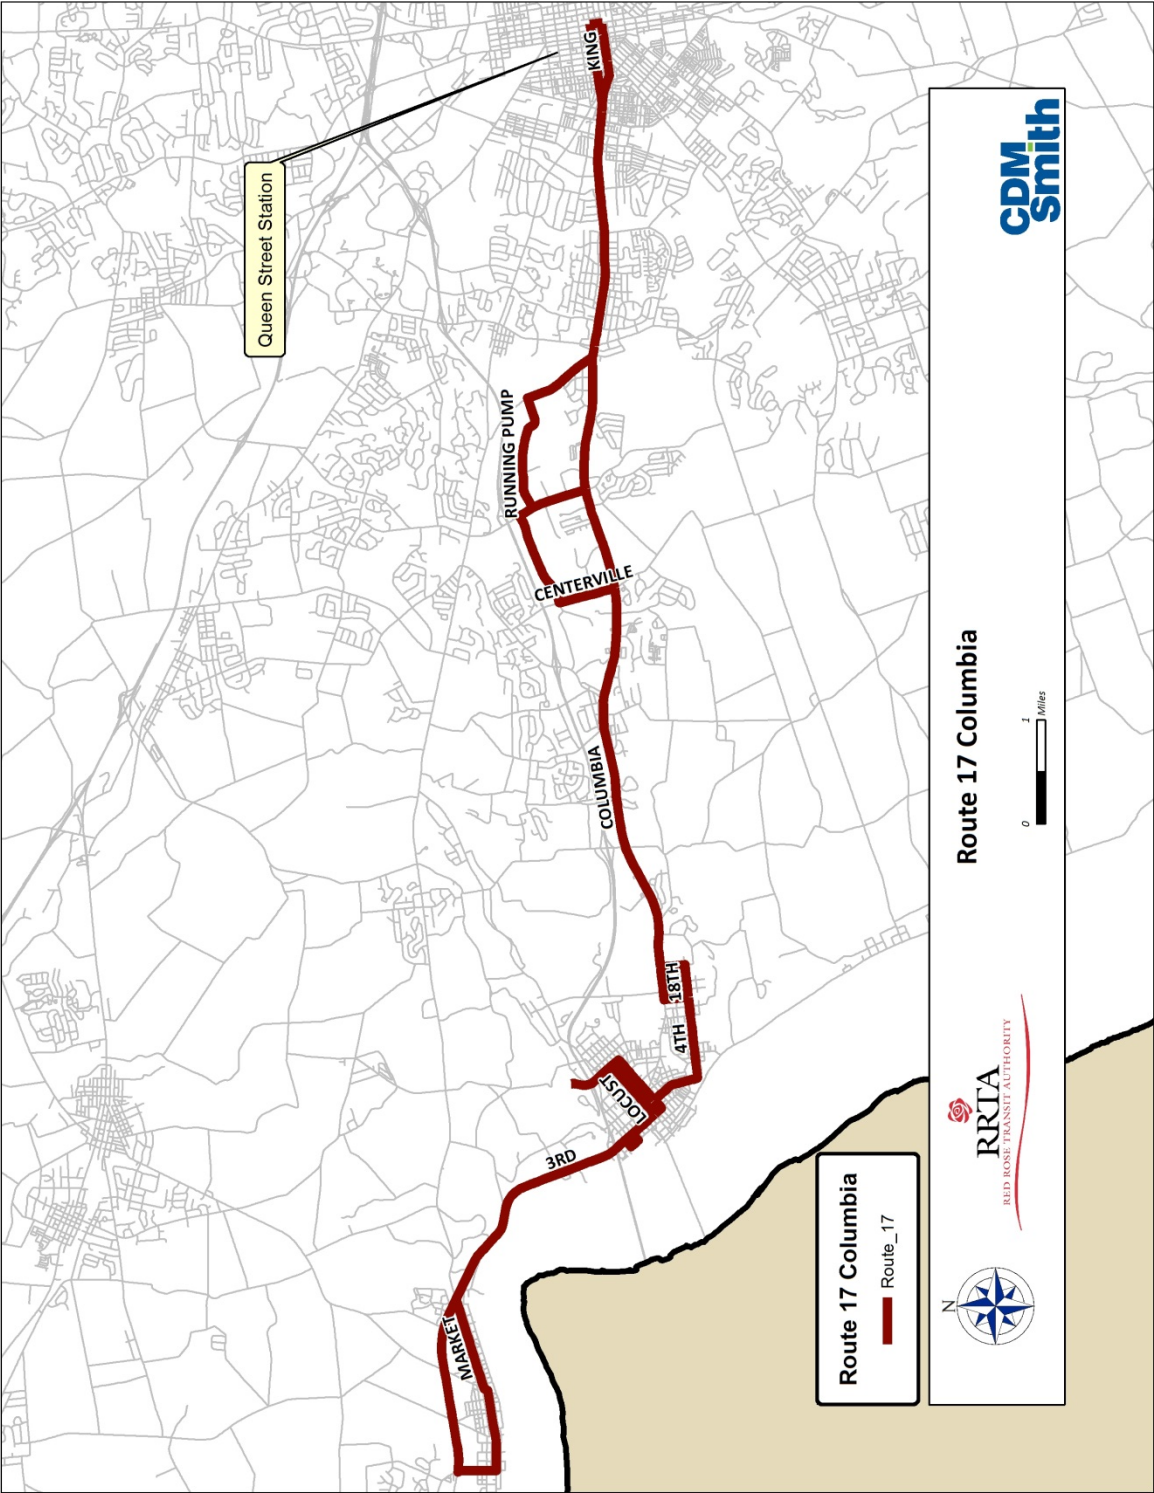 Queen Street Station
KING
RUNNING PUMP
CENTERVILLE
COLUMBIA
18TH
4TH
LOCUST
3RD
MARKET
Route 17 Columbia
Route_17
N
RRTA
RED ROSE TRANSIT AUTHORITY
Route 17 Columbia
0 1
Miles
CDM
Smith